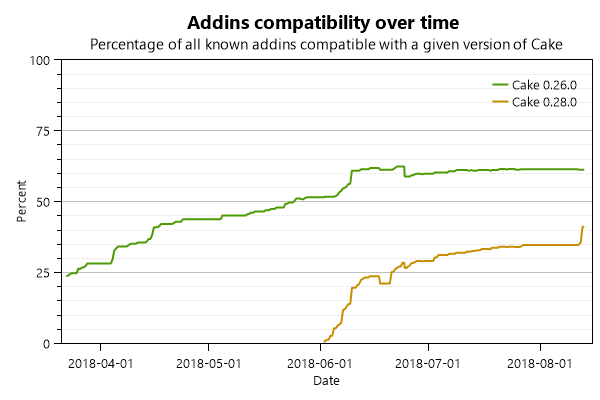 Addins compatibility over time
Percentage of all known addins compatible with a given version of Cake
100
75
50
25
0
Percent
Cake 0.26.0
Cake 0.28.0
2018-04-01
2018-05-01
2018-06-01
2018-07-01
2018-08-01
Date